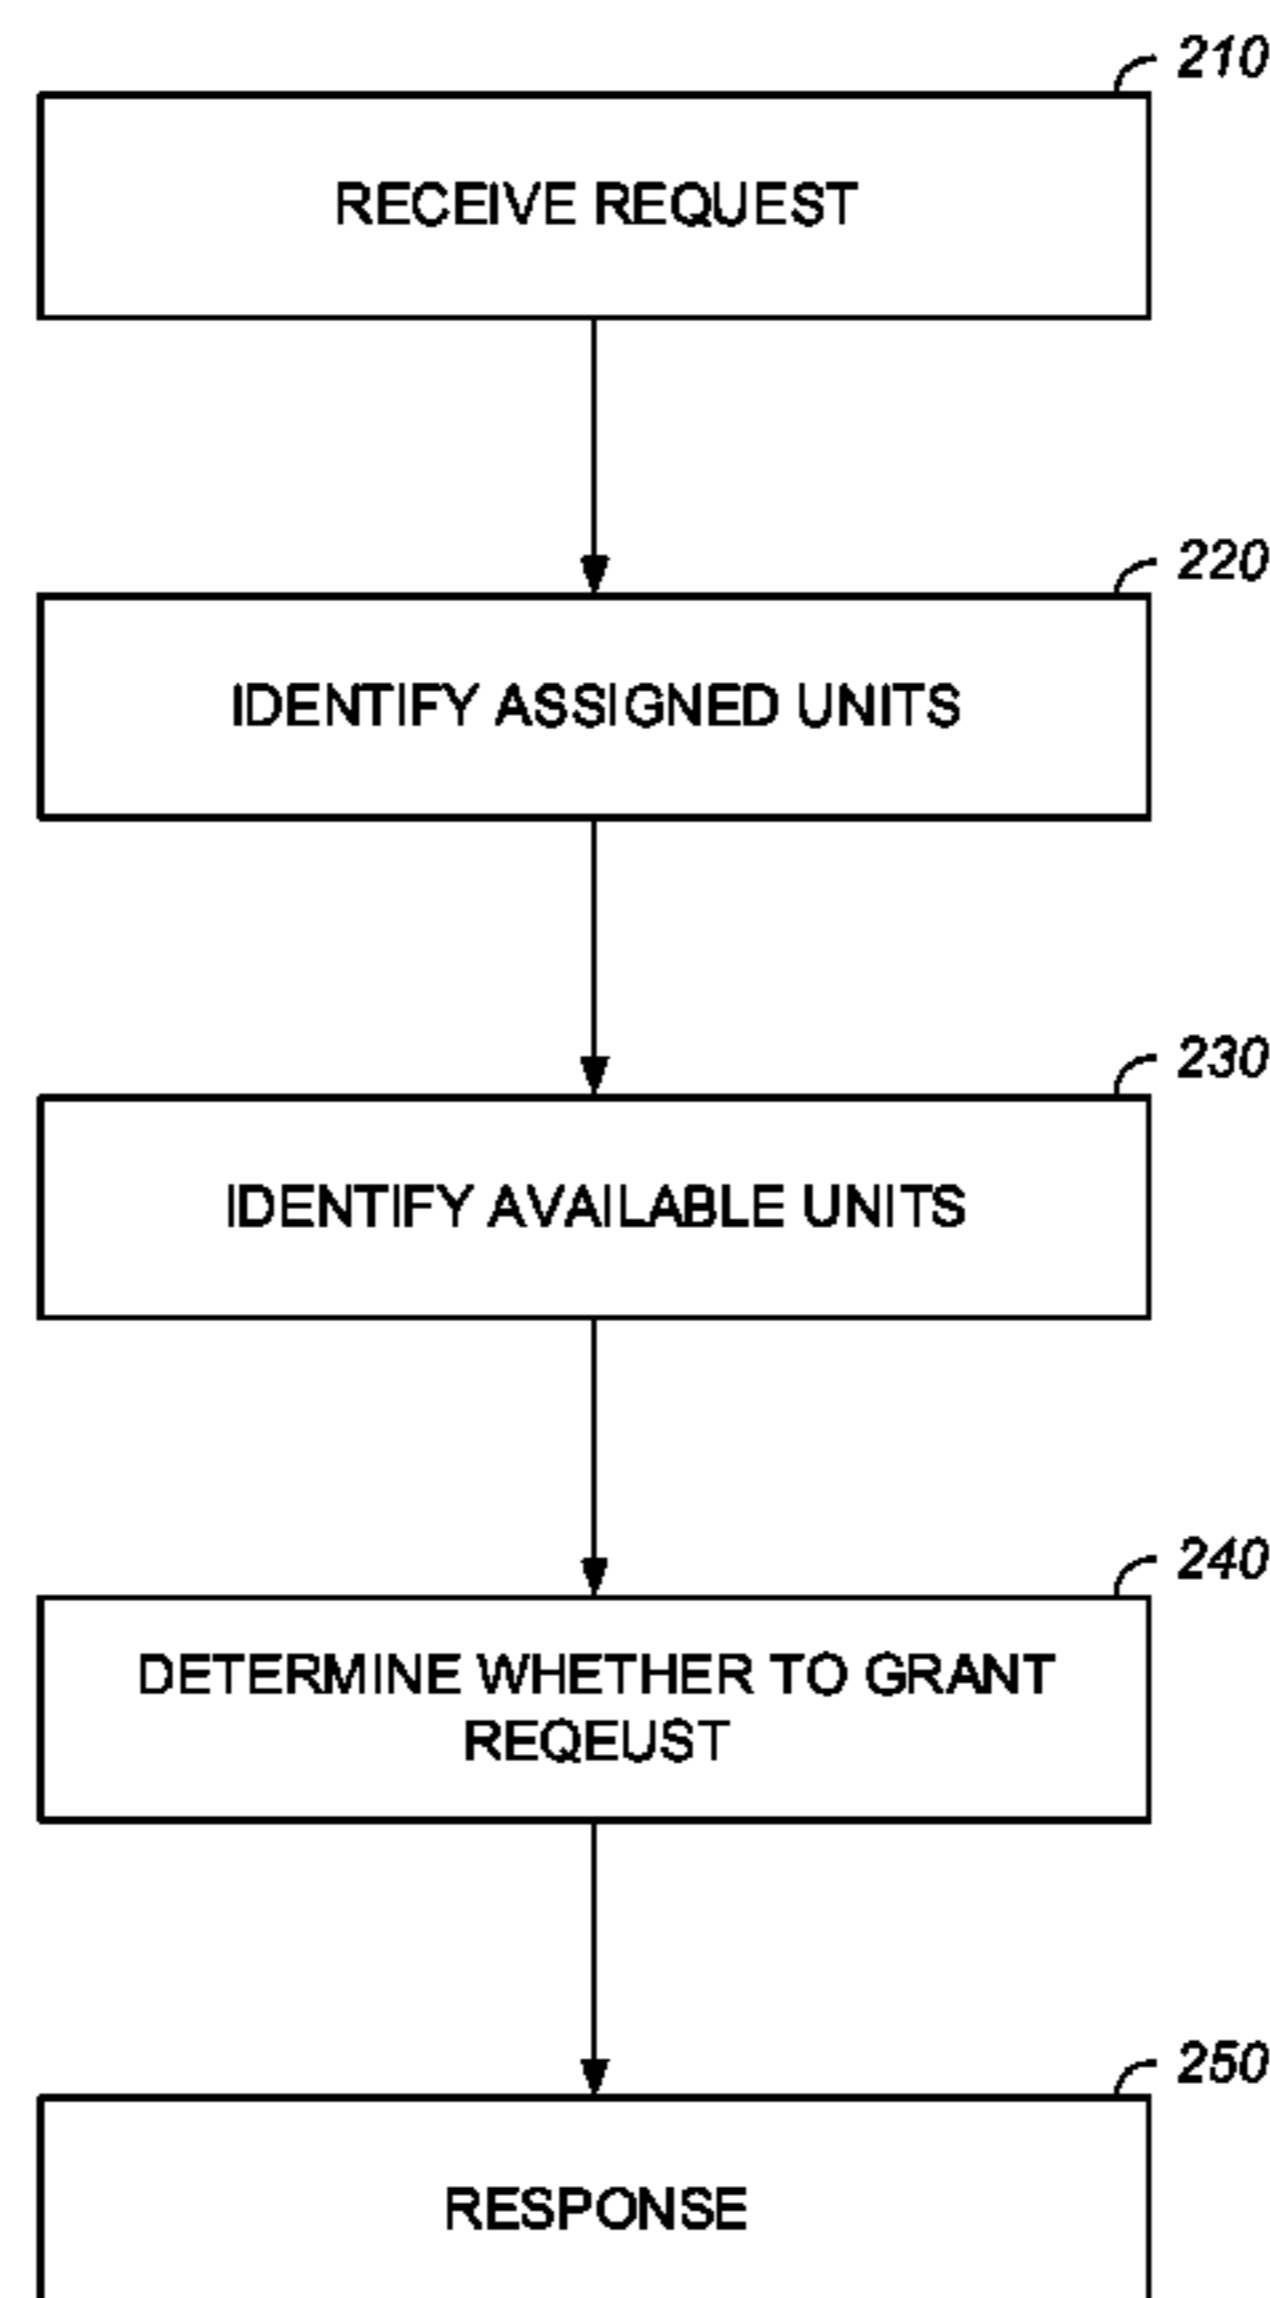 210
RECEIVE REQUEST
220
IDENTIFY ASSIGNED UNITS
230
IDENTIFY AVAILABLE UNITS
240
DETERMINE WHETHER TO GRANT
REQEUST
250
RESPONSE